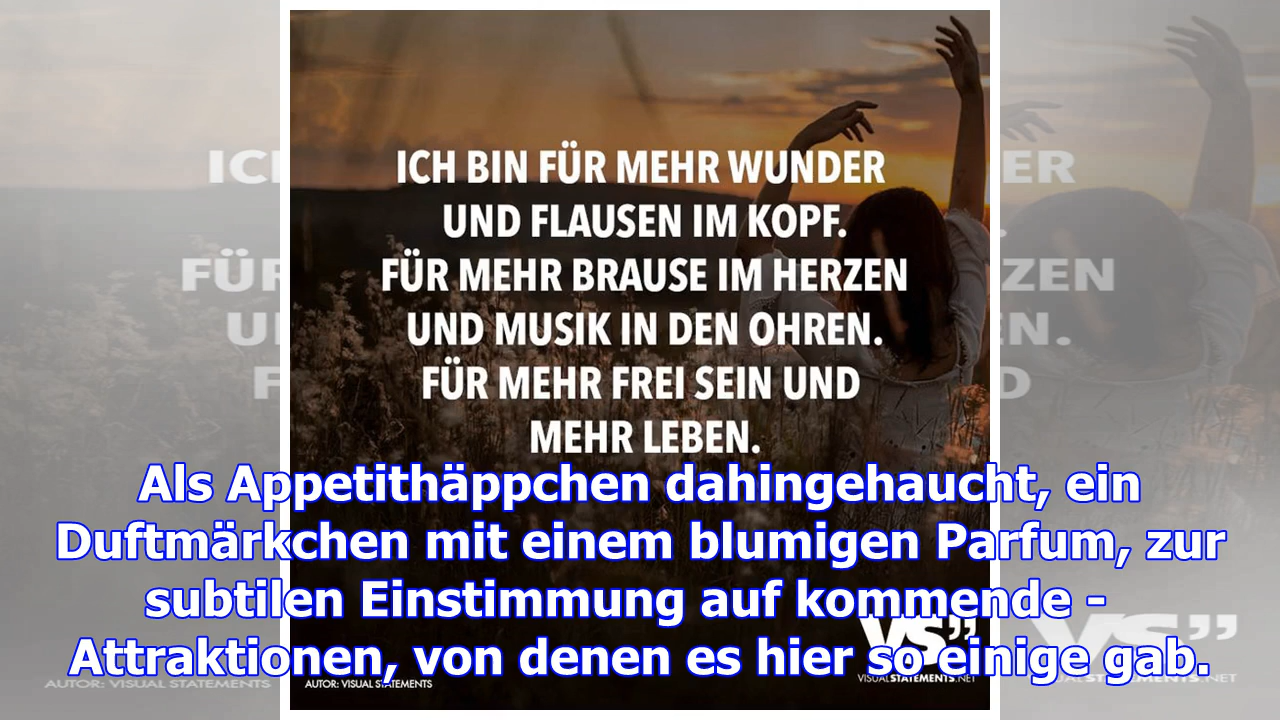 ICH BIN FÜR MEHR WUNDER
UND FLAUSEN IM KOPF.
FÜR MEHR BRAUSE IM HERZEN
UND MUSIK IN DEN OHREN.
FÜR MEHR FREI SEIN UND
MEHR LEBEN.
Als Appetithäppchen dahingehaucht, ein
Duftmärkchen mit einem blumigen Parfum, zur
subtilen Einstimmung auf kommende -
Attraktionen, von denen es hier so einige gab.
VS”
VISUALSTATEMENTS.NET
AUTOR: VISUAL STATEMENTS